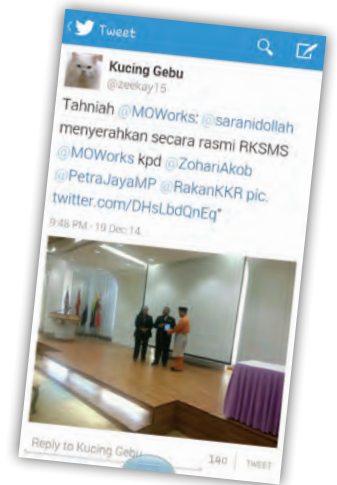 Tweet
Kucing Gebu
@zeekay15
Tahniah @MOWorks: @saranidollah
menyerahkan secara rasmi RKSMS
@MOWorks kpd @ZohariAkob
@PetraJayaMP @RakanKKR pic.
twitter.com/DHsLbdQnEq"
9:48 PM - 19 Dec 14
Reply to Kucing Gebu
140
TWEET